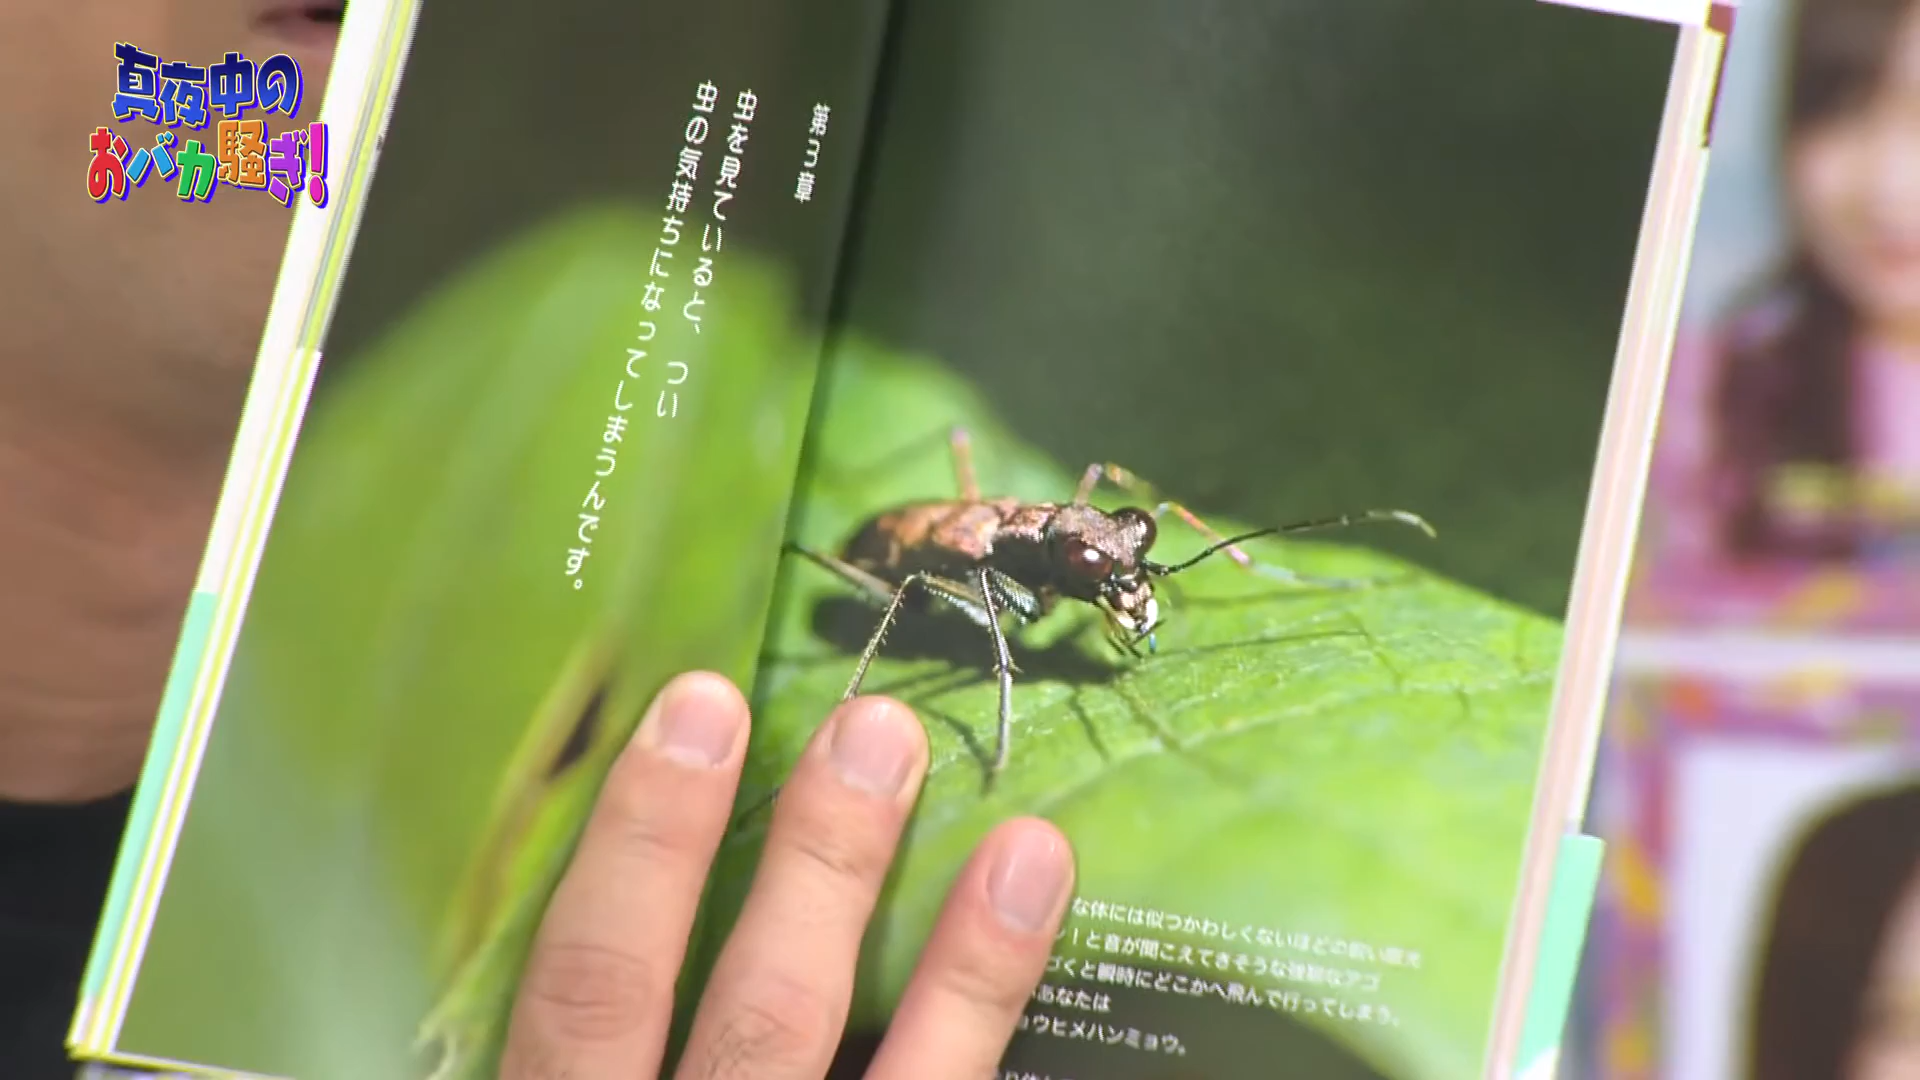 真夜中の
おバカ騒ぎ!
第3章
虫を見ていると、つい
虫の気持ちになってしまうんです。
な体には似つかわしくないほどの鋭い眼光
ン!と音が聞こえてきそうな強靭なアゴ
づくと瞬時にどこかへ飛んで行ってしまう。
あなたは
ョウヒメハンミョウ。